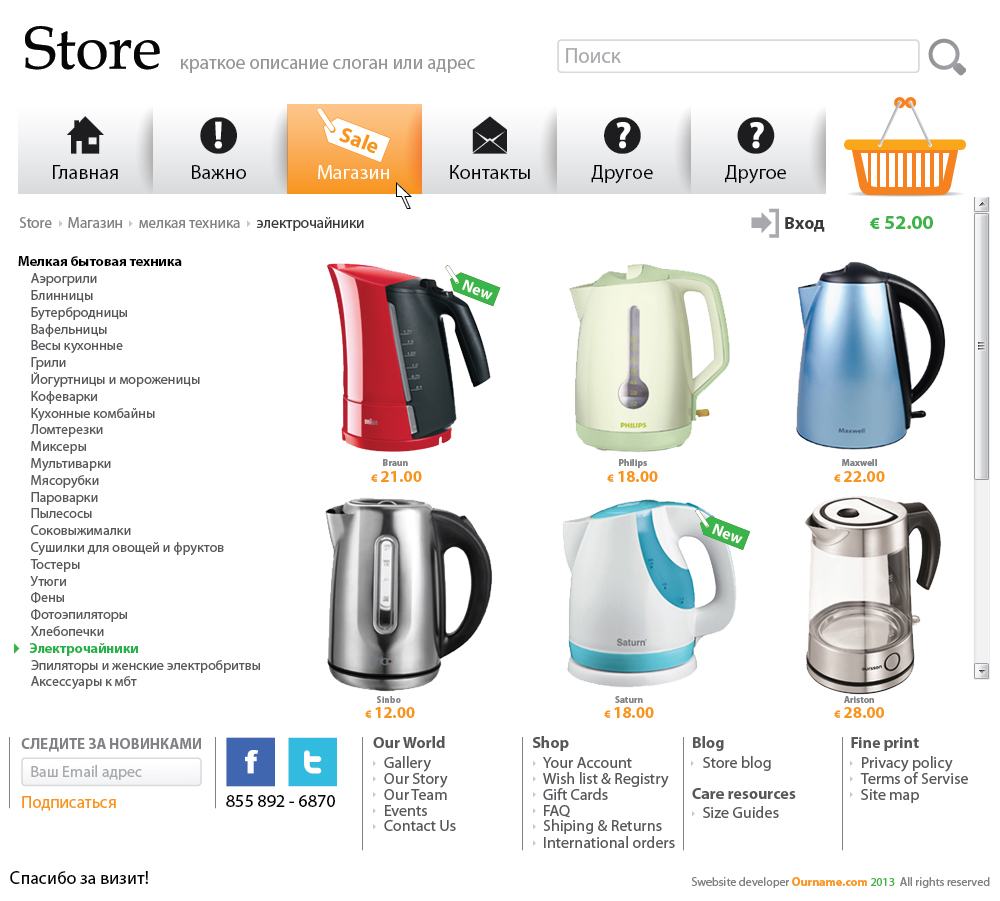 Store
краткое описание слоган или адрес
Поиск
Sale
Главная
Важно
Магазин
Контакты
Другое
Другое
Store Магазин мелкая техника электрочайники
Вход
€ 52.00
Мелкая бытовая техника
Аэрогрили
Блинницы
Бутербродницы
Вафельницы
Весы кухонные
Грили
Йогуртницы и мороженицы
Кофеварки
Кухонные комбайны
Ломтерезки
Миксеры
Мультиварки
Мясорубки
Пароварки
Пылесосы
Соковыжималки
Сушилки для овощей и фруктов
Тостеры
Утюги
Фены
Фотоэпиляторы
Хлебопечки
Электрочайники
Эпиляторы и женские электробритвы
Аксессуары к мбт
New
PHILIPS
Maxwell
Braun
€ 21.00
Philips
€ 18.00
Maxwell
€ 22.00
New
Saturn
Sinbo
€ 12.00
Saturn
€ 18.00
Ariston
€ 28.00
СЛЕДИТЕ ЗА НОВИНКАМИ
Ваш Email адрес
Подписаться
f
t
855 892 - 6870
Our World
Gallery
Our Story
Our Team
Events
Contact Us
Shop
Your Account
Wish list & Registry
Gift Cards
FAQ
Shiping & Returns
International orders
Blog
Store blog
Care resources
Size Guides
Fine print
Privacy policy
Terms of Servise
Site map
Спасибо за визит!
Swebsite developer Ourname.com 2013 All rights reserved